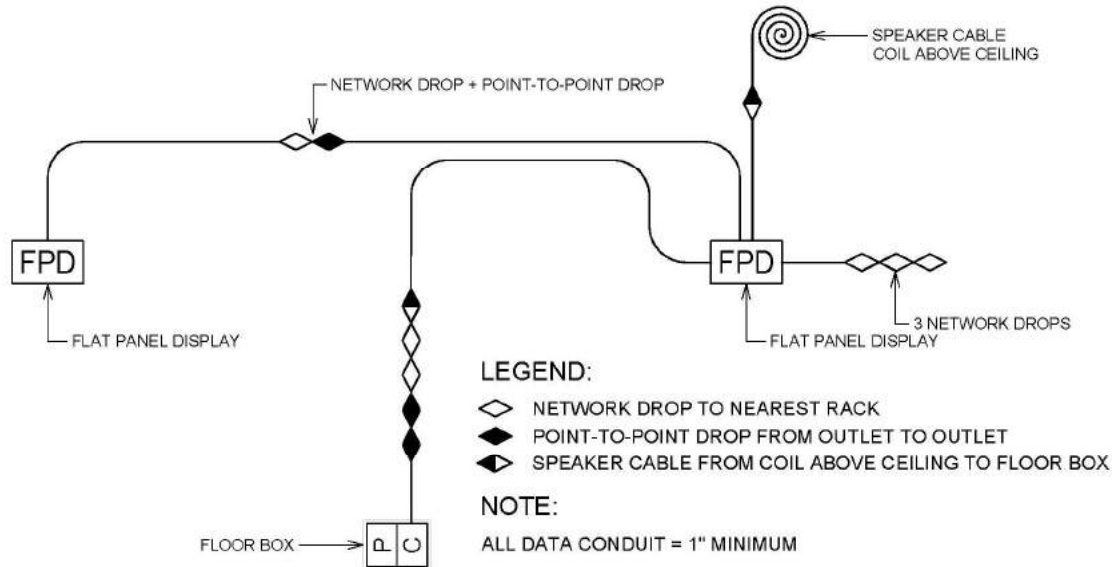 SPEAKER CABLE
COIL ABOVE CEILING
NETWORK DROP + POINT-TO-POINT DROP
FPD
FPD
FLAT PANEL DISPLAY
3 NETWORK DROPS
FLAT PANEL DISPLAY
LEGEND:
NETWORK DROP TO NEAREST RACK
POINT-TO-POINT DROP FROM OUTLET TO OUTLET
SPEAKER CABLE FROM COIL ABOVE CEILING TO FLOOR BOX
NOTE:
FLOOR BOX
P
C
ALL DATA CONDUIT = 1" MINIMUM